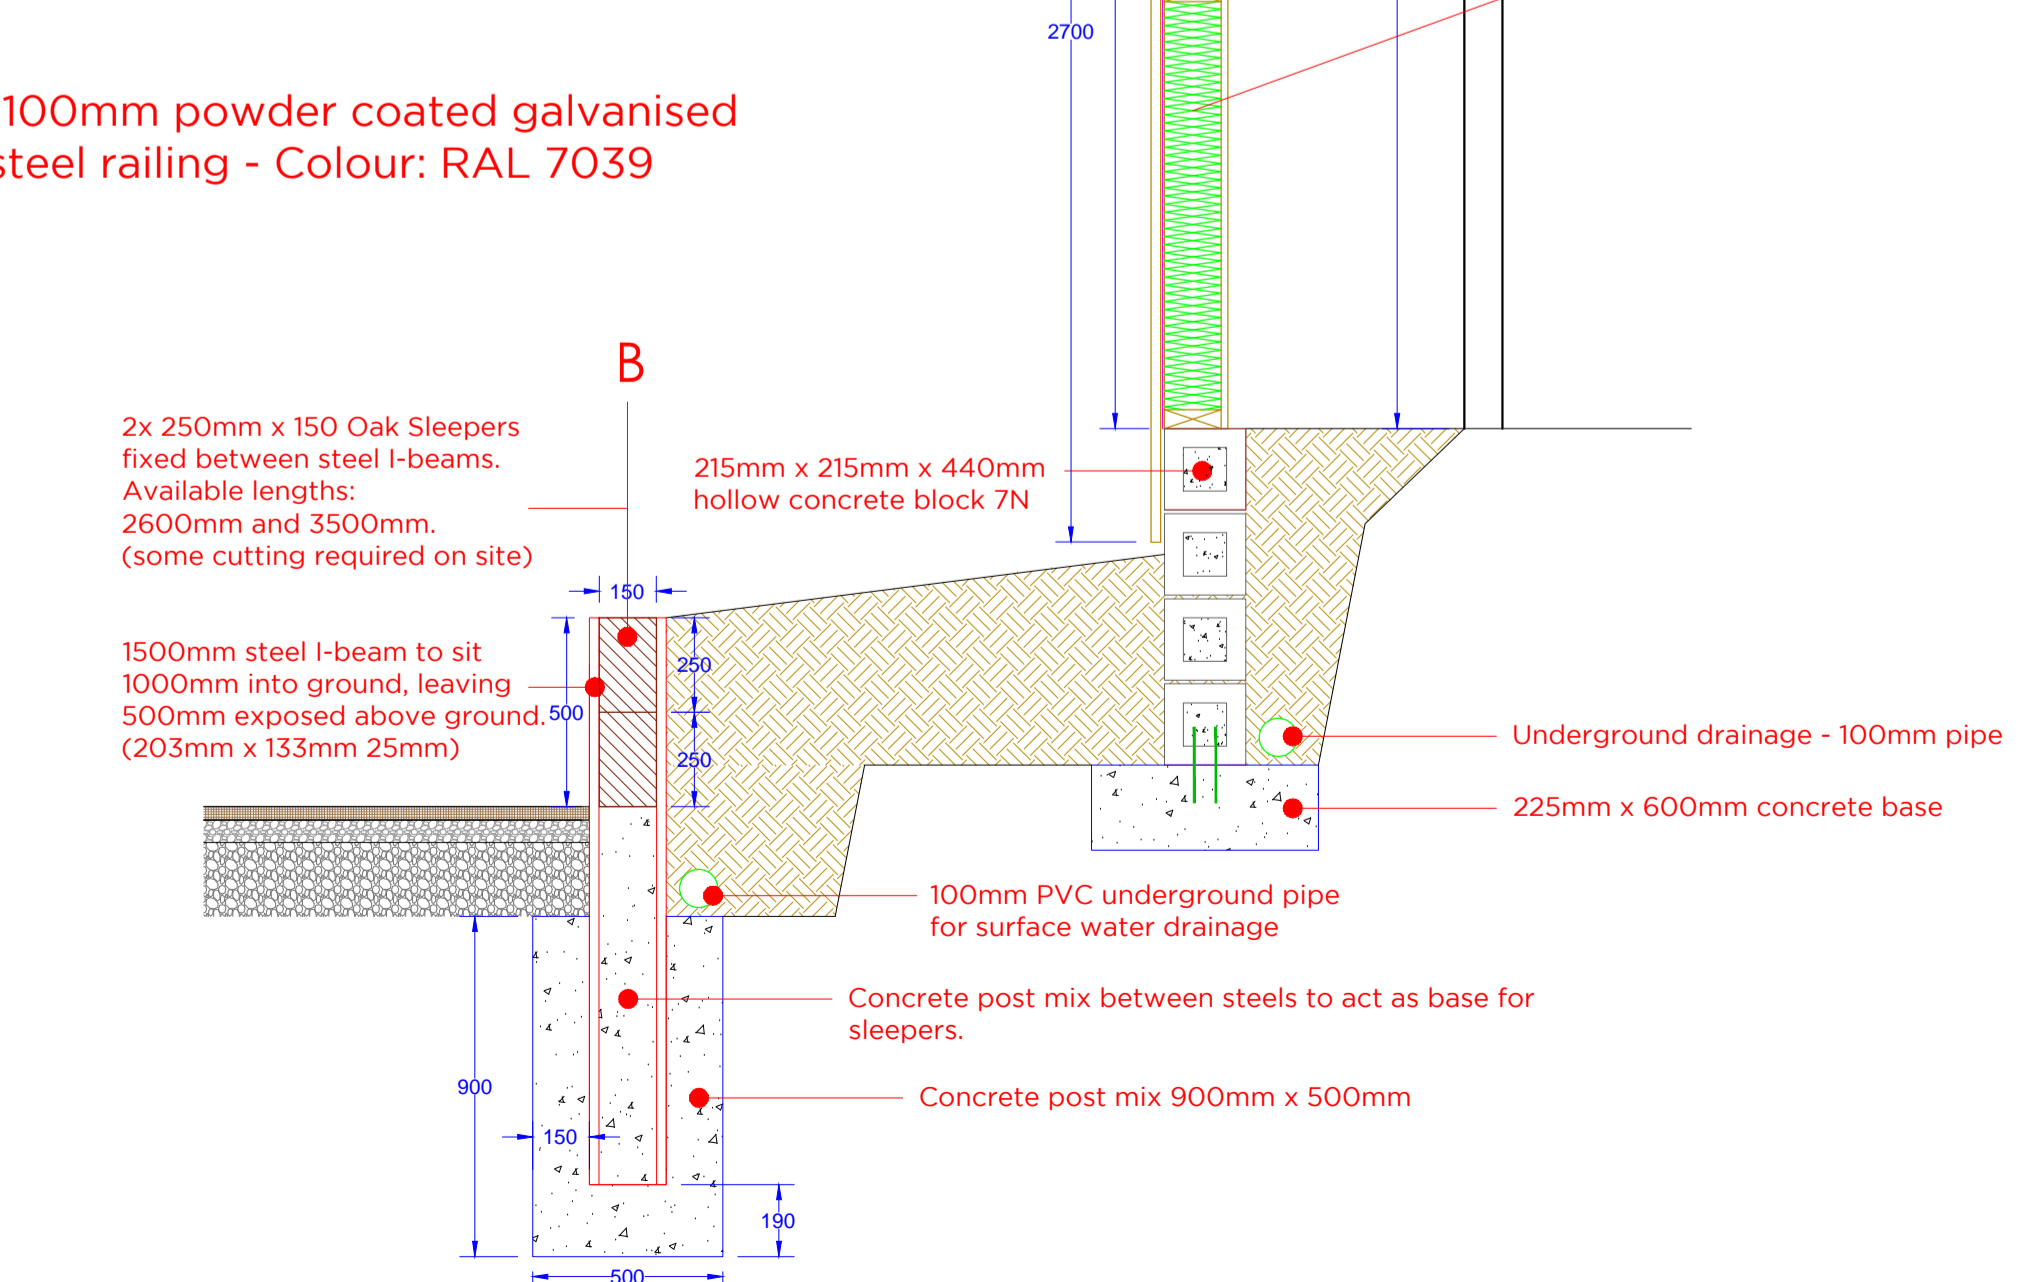 2700
100mm powder coated galvanised
steel railing - Colour: RAL 7039
B
2x 250mm x 150 Oak Sleepers
fixed between steel I-beams.
Available lengths:
2600mm and 3500mm.
(some cutting required on site)
215mm x 215mm x 440mm
hollow concrete block 7N
150
1500mm steel I-beam to sit
1000mm into ground, leaving
500mm exposed above ground.
(203mm x 133mm 25mm)
250
500
250
Underground drainage - 100mm pipe
225mm x 600mm concrete base
100mm PVC underground pipe
for surface water drainage
Concrete post mix between steels to act as base for
sleepers.
900
Concrete post mix 900mm x 500mm
150
190
500